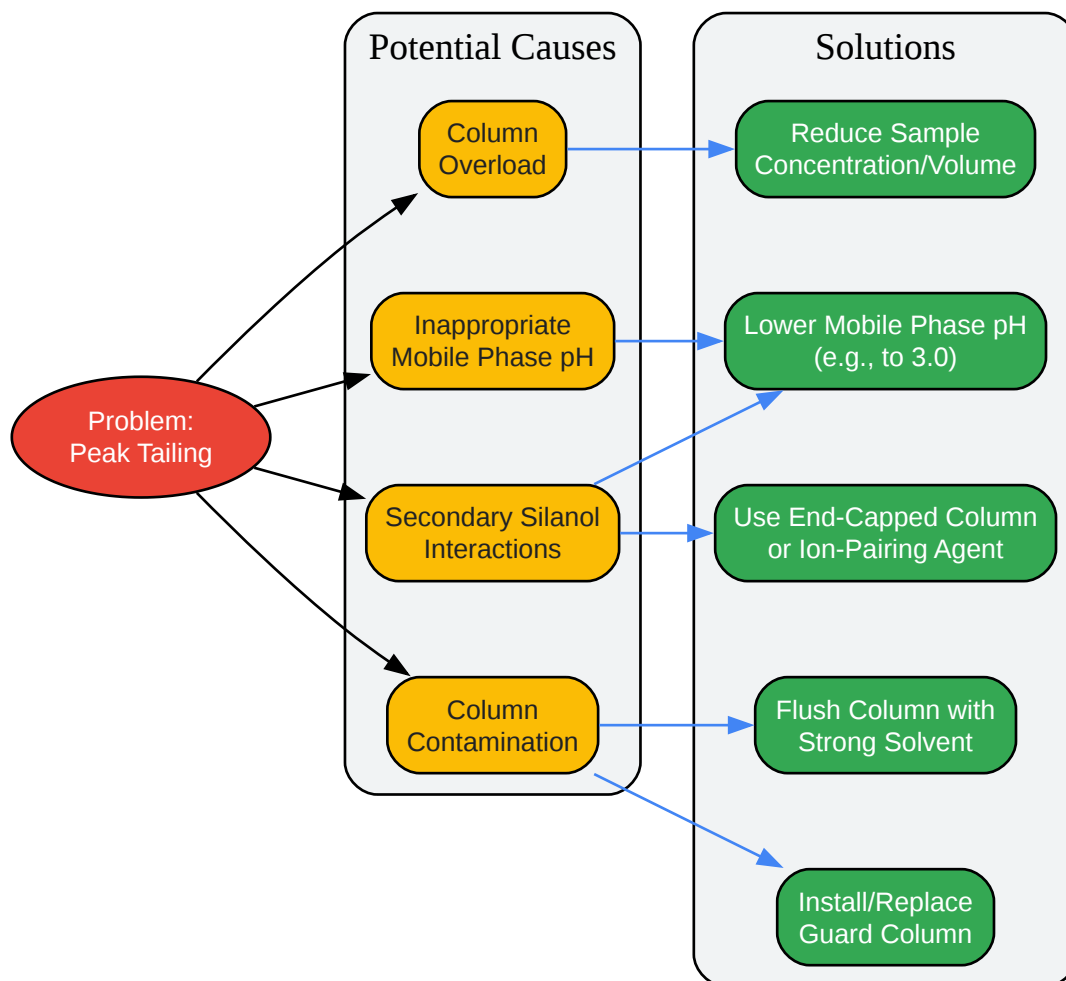 Potential Causes
Solutions
Column
Overload
Reduce Sample
Concentration/Volume
Inappropriate
Mobile Phase pH
Lower Mobile Phase pH
(e.g., to 3.0)
Problem:
Peak Tailing
Secondary Silanol
Interactions
Use End-Capped Column
or Ion-Pairing Agent
Column
Contamination
Flush Column with
Strong Solvent
Install/Replace
Guard Column